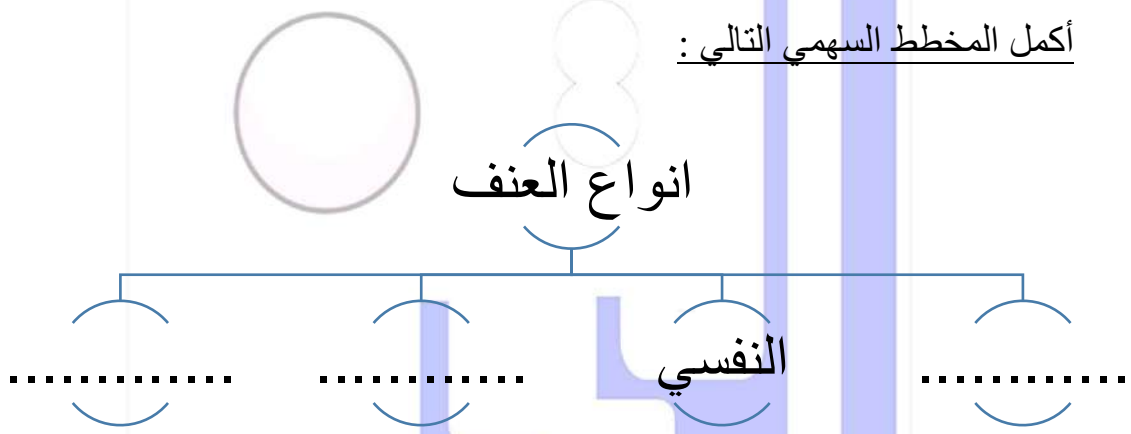 أكمل المخطط السهمي التالي :
انواع العنف
............. النفسي ............. .............